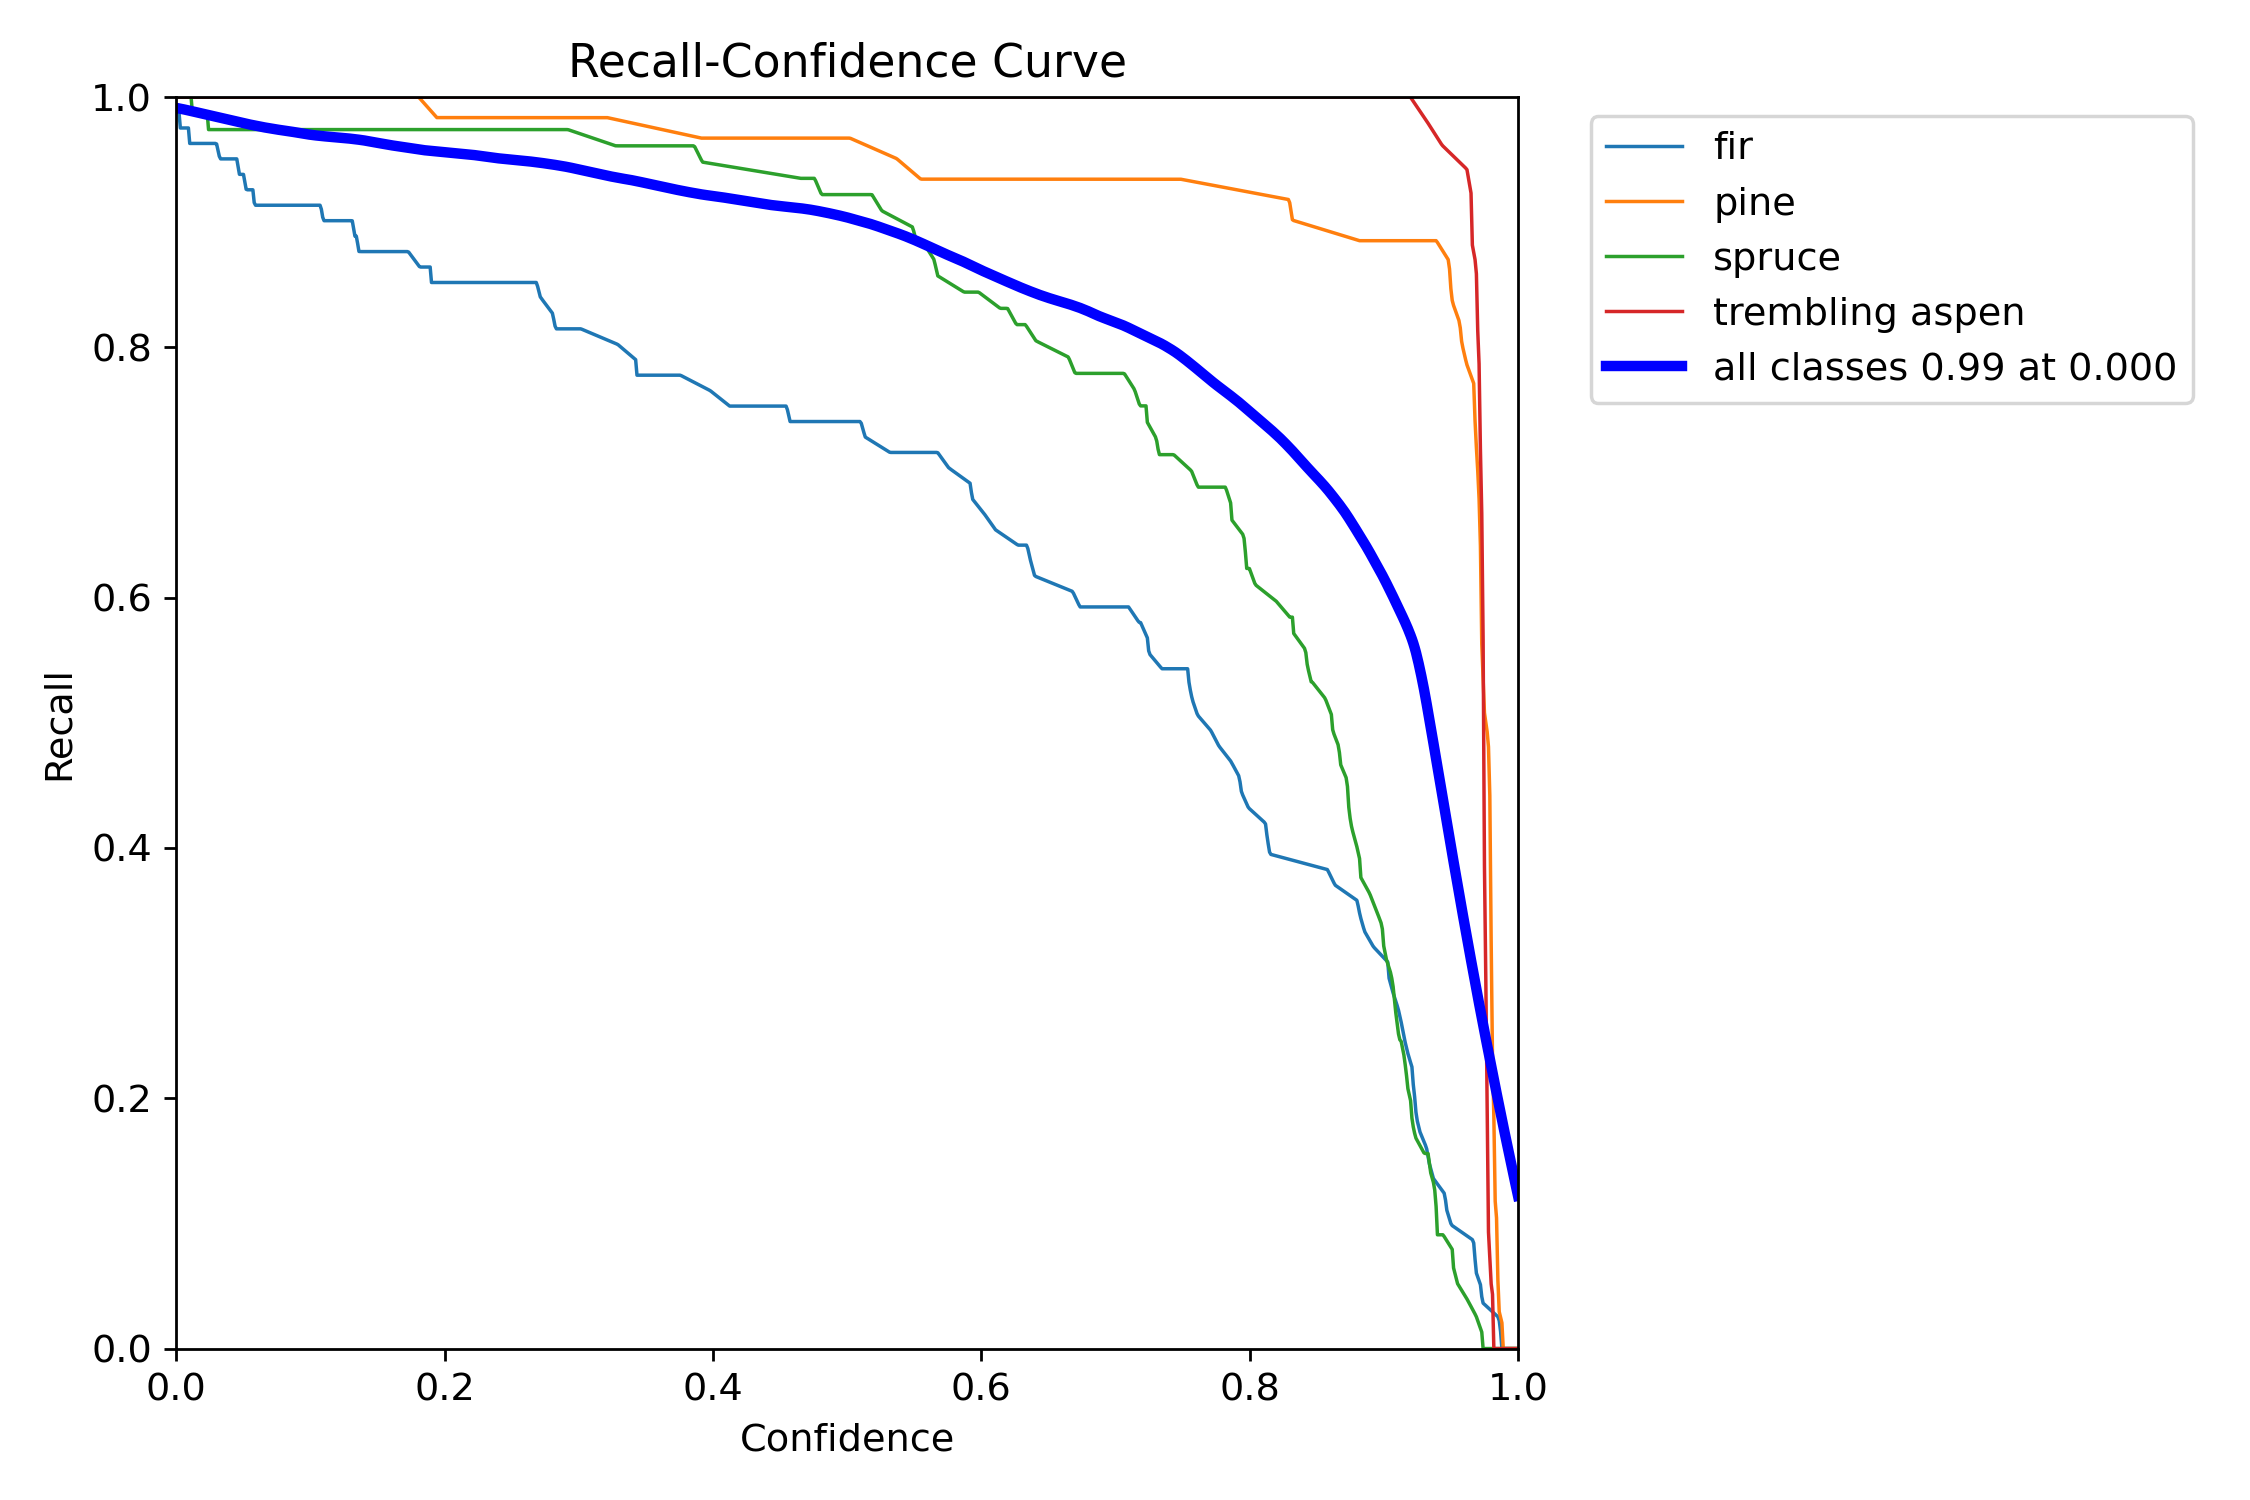 Recall-Confidence Curve
1.0
0.8
0.6
0.4
0.2
0.0
Recall
0.0 0.2 0.4 0.6 0.8 1.0
Confidence
fir
pine
spruce
trembling aspen
all classes 0.99 at 0.000